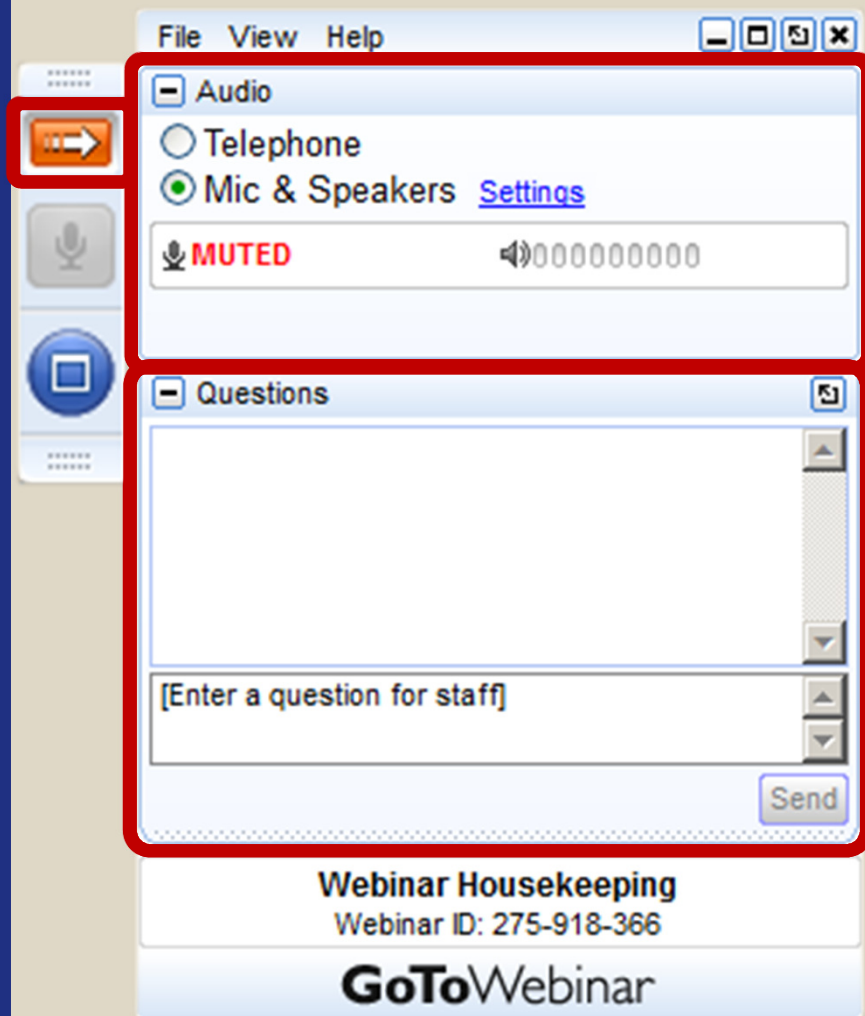 File View Help
Audio
Telephone
Mic & Speakers Settings
MUTED
Questions
[Enter a question for staff]
Send
Webinar Housekeeping
Webinar ID: 275-918-366
GoToWebinar